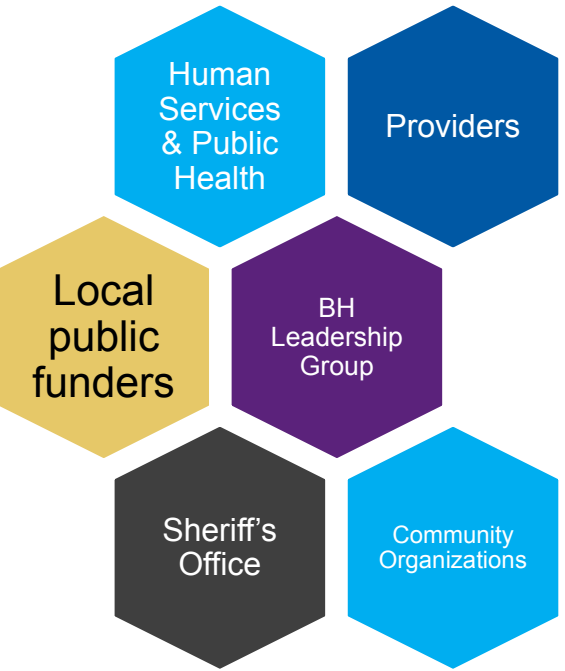 Human
Services
& Public
Health
Providers
Local
public
funders
BH
Leadership
Group
Sheriff’s
Office
Community
Organizations